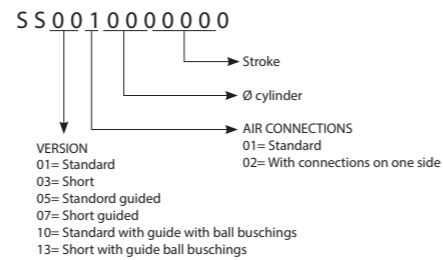 SS0010000000
Stroke
Ø cylinder
AIR CONNECTIONS
01= Standard
02= With connections on one side
VERSION
01= Standard
03= Short
05= Standord guided
07= Short guided
10= Standard with guide with ball buschings
13= Short with guide ball buschings